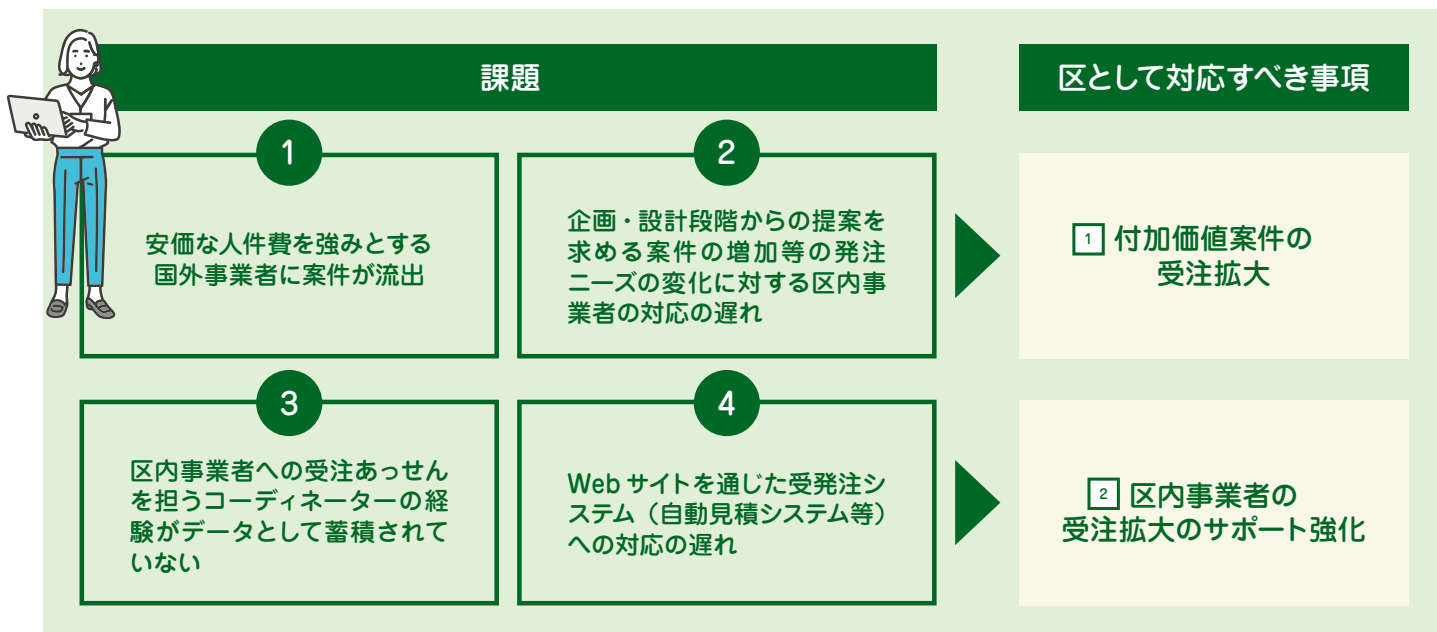 課題
区として対応すべき事項
1
安価な人件費を強みとする
国外事業者に案件が流出
2
企画・設計段階からの提案を
求める案件の増加等の発注
ニーズの変化に対する区内事
業者の対応の遅れ
1 付加価値案件の
受注拡大
3
区内事業者への受注あっせん
を担うコーディネーターの経
験がデータとして蓄積されて
いない
4
Web サイトを通じた受発注シ
ステム（自動見積システム等）
への対応の遅れ
2 区内事業者の
受注拡大のサポート強化